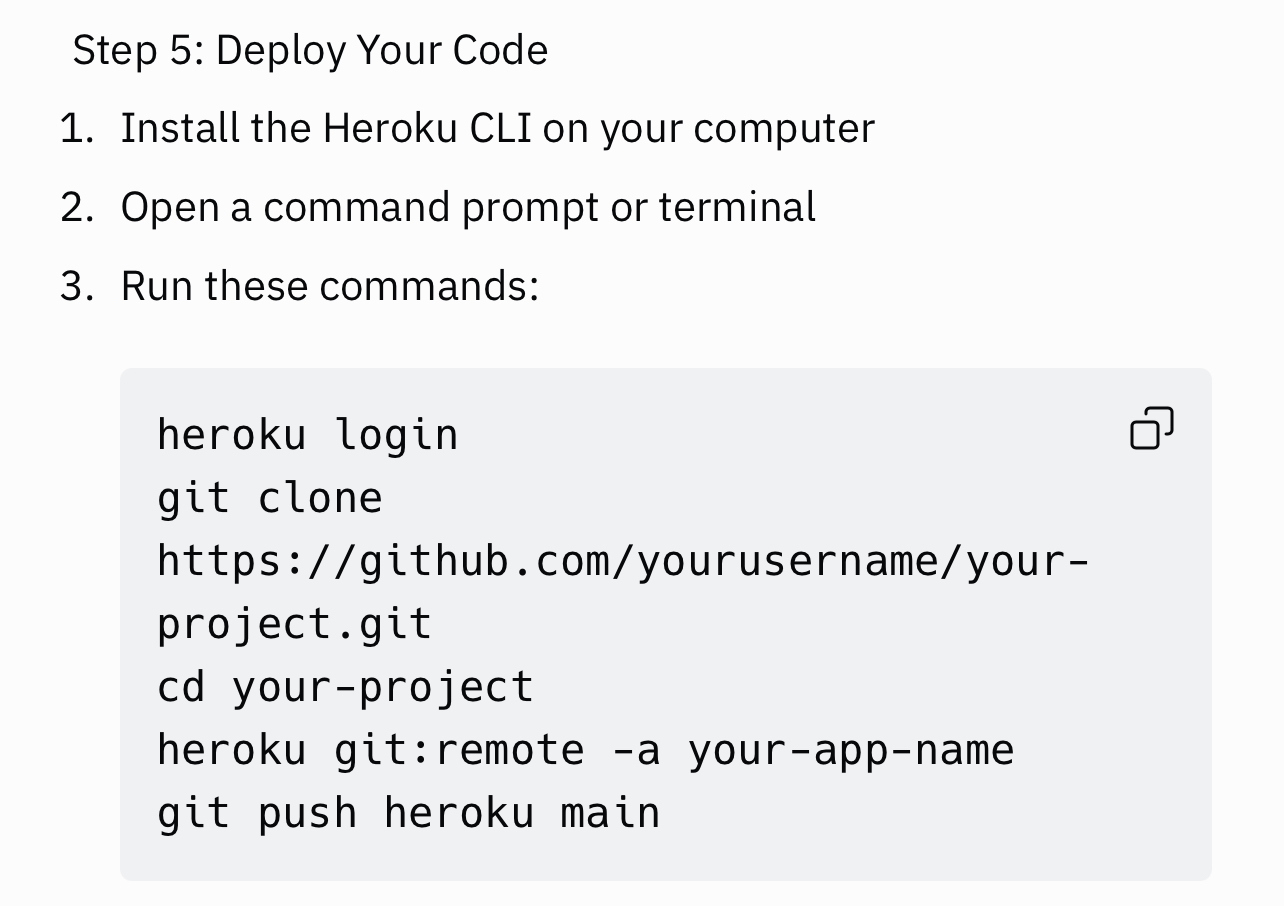 Step 5: Deploy Your Code
1. Install the Heroku CLI on your computer
2. Open a command prompt or terminal
3. Run these commands:
heroku login
git clone
https://github.com/yourusername/your-
project.git
cd your-project
heroku git:remote -a your-app-name
git push heroku main